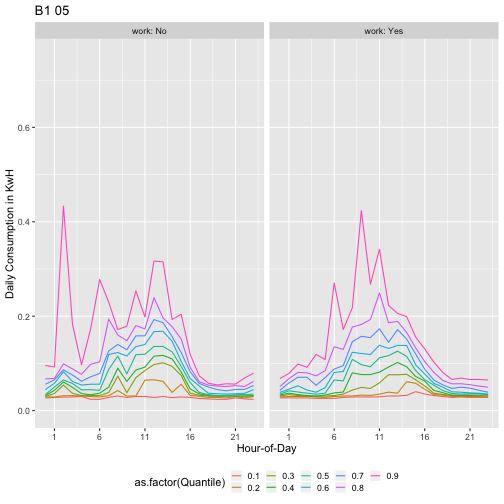 B1 05
work: No
work: Yes
Daily Consumption in KwH
0.6
0.4
0.2
0.0
1 6 11 16 21
1 6 11 16 21
Hour-of-Day
as.factor(Quantile)
0.1 0.3 0.5 0.7 0.9
0.2 0.4 0.6 0.8